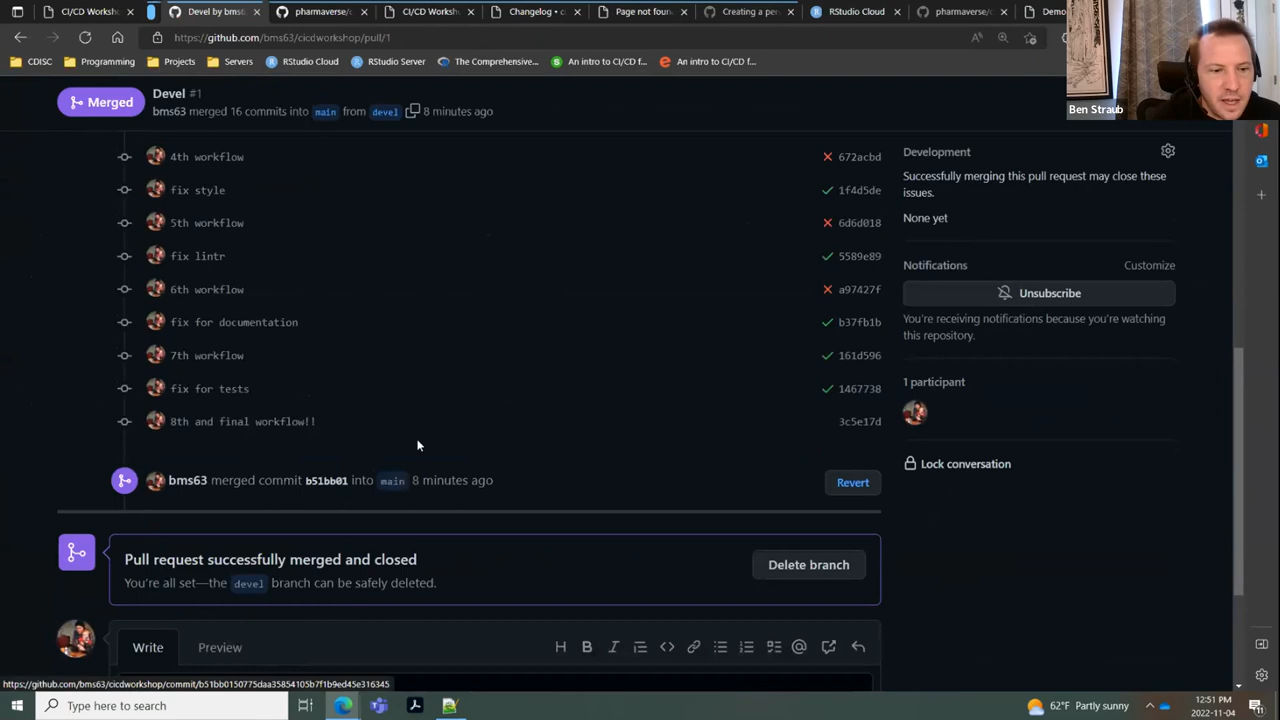 CI/CD Worksh
Devel by bms6
pharmaverse/c
CI/CD Worksh
Changelog • c
Page not foun
Creating a per
RStudio Cloud
pharmaverse/c
Demo
https://github.com/bms63/cicdworkshop/pull/1
CDISC
Programming
Projects
Servers
RStudio Cloud
RStudio Server
The Comprehensive...
An intro to CI/CD f...
An intro to CI/CD f...
Ben Straub
Merged
Devel #1
bms63 merged 16 commits into main from devel 8 minutes ago
4th workflow 672acbd
fix style 1f4d5de
5th workflow 6d6d018
fix lintr 5589e89
6th workflow a97427f
fix for documentation b37fb1b
7th workflow 161d596
fix for tests 1467738
8th and final workflow!! 3c5e17d
bms63 merged commit b51bb01 into main 8 minutes ago
Revert
Pull request successfully merged and closed
You're all set—the devel branch can be safely deleted.
Delete branch
Write
Preview
Development
Successfully merging this pull request may close these
issues.
None yet
Notifications
Customize
Unsubscribe
You're receiving notifications because you're watching
this repository.
1 participant
Lock conversation
https://github.com/bms63/cicdworkshop/commit/b51bb0150775daa35854105b7f1b9ed45e316345
Type here to search
62°F Partly sunny
12:51 PM
2022-11-04